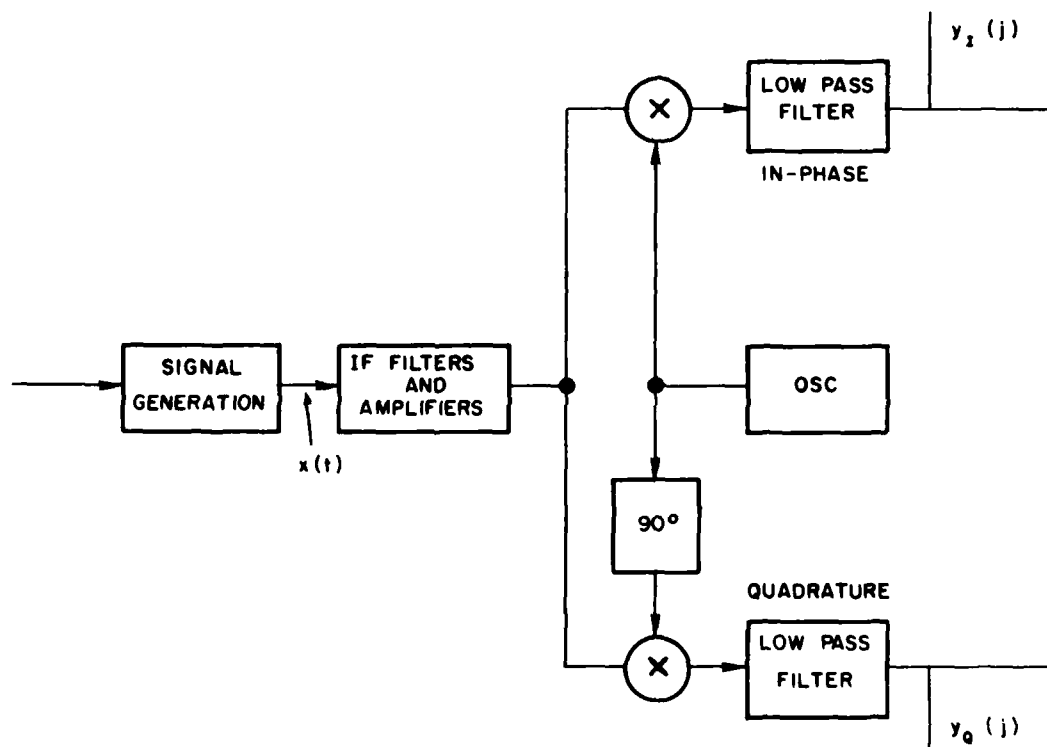 y_I (j)
LOW PASS
FILTER
IN-PHASE
×
SIGNAL
GENERATION
x(t)
IF FILTERS
AND
AMPLIFIERS
OSC
90°
QUADRATURE
×
LOW PASS
FILTER
y_Q (j)